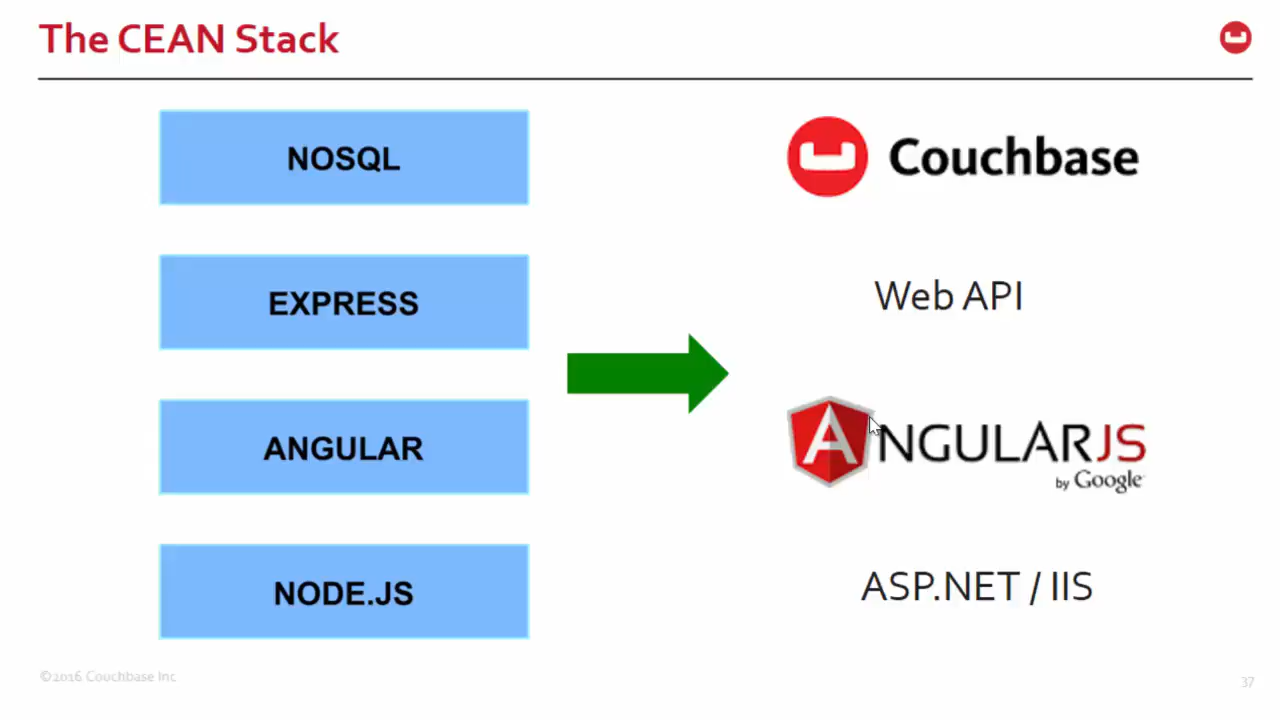 The CEAN Stack
NOSQL
Couchbase
EXPRESS
Web API
ANGULAR
ANGULARJS
by Google
NODE.JS
ASP.NET / IIS
©2016 Couchbase Inc
37